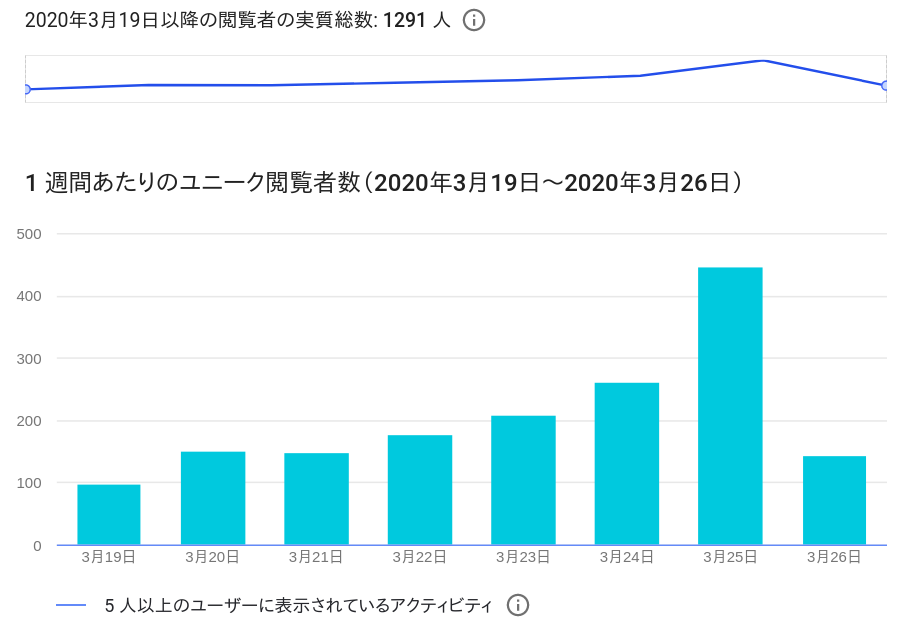 2020年3月19日以降の閲覧者の実質総数: 1291 人
1 週間あたりのユニーク閲覧者数（2020年3月19日～2020年3月26日）
500
400
300
200
100
0
3月19日 3月20日 3月21日 3月22日 3月23日 3月24日 3月25日 3月26日
5 人以上のユーザーに表示されているアクティビティ